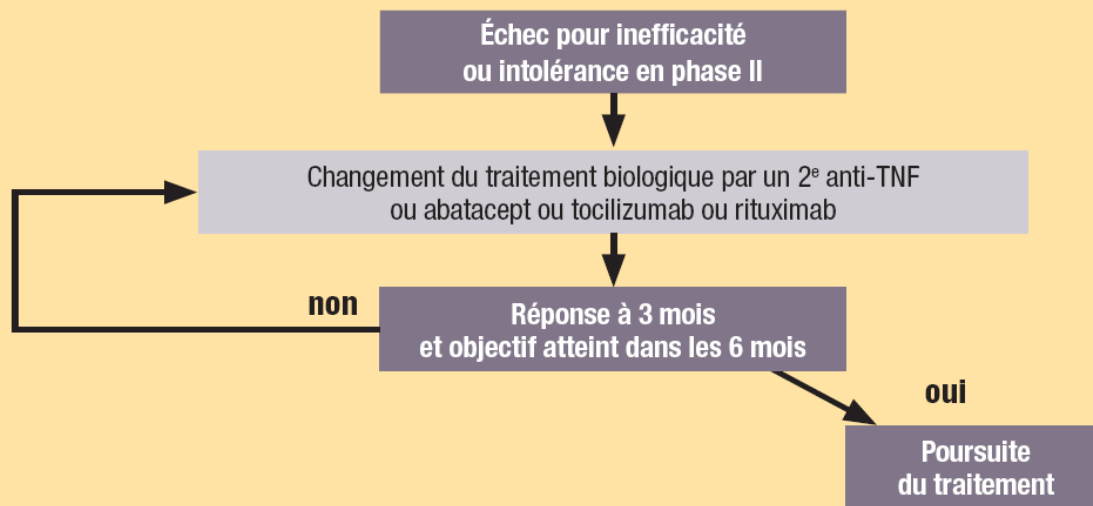 Échec pour inefficacité
ou intolérance en phase II
Changement du traitement biologique par un 2e anti-TNF
ou abatacept ou tocilizumab ou rituximab
non
Réponse à 3 mois
et objectif atteint dans les 6 mois
oui
Poursuite
du traitement